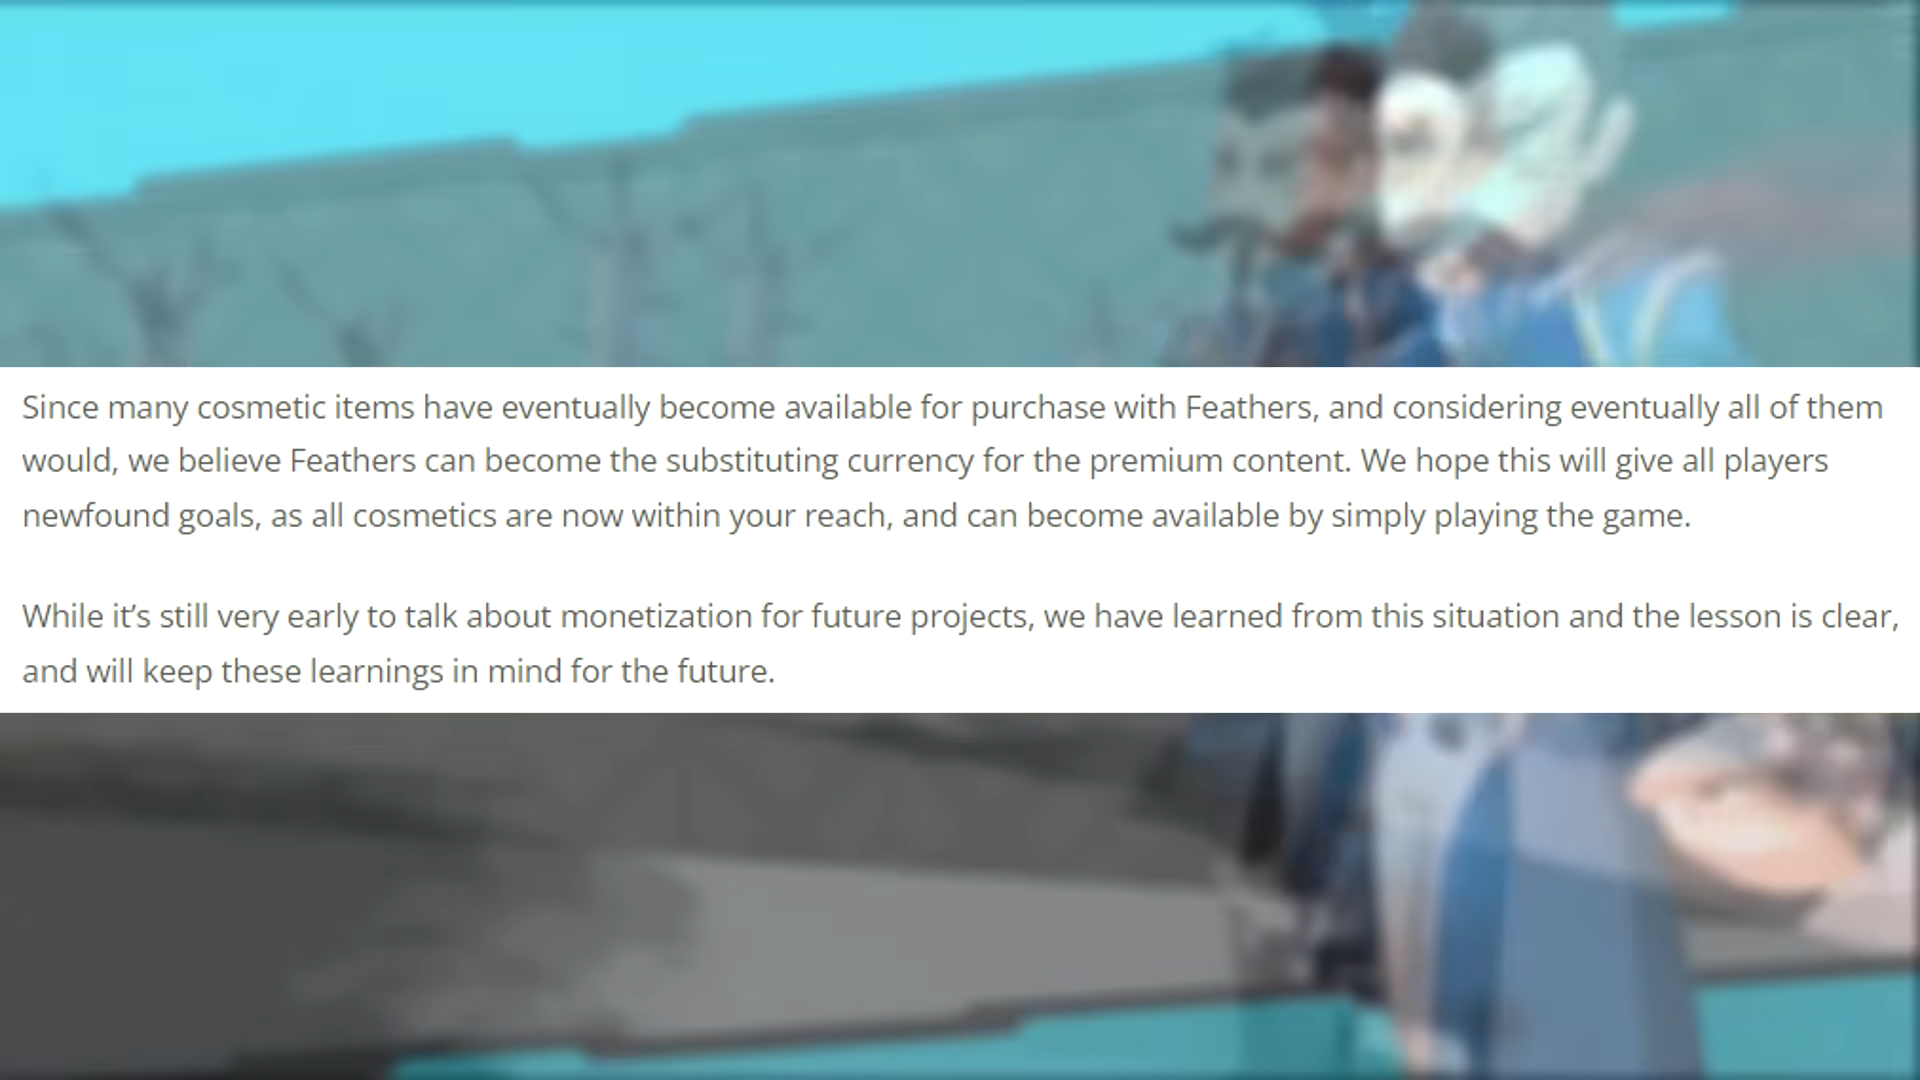 Since many cosmetic items have eventually become available for purchase with Feathers, and considering eventually all of them
would, we believe Feathers can become the substituting currency for the premium content. We hope this will give all players
newfound goals, as all cosmetics are now within your reach, and can become available by simply playing the game.
While it’s still very early to talk about monetization for future projects, we have learned from this situation and the lesson is clear,
and will keep these learnings in mind for the future.